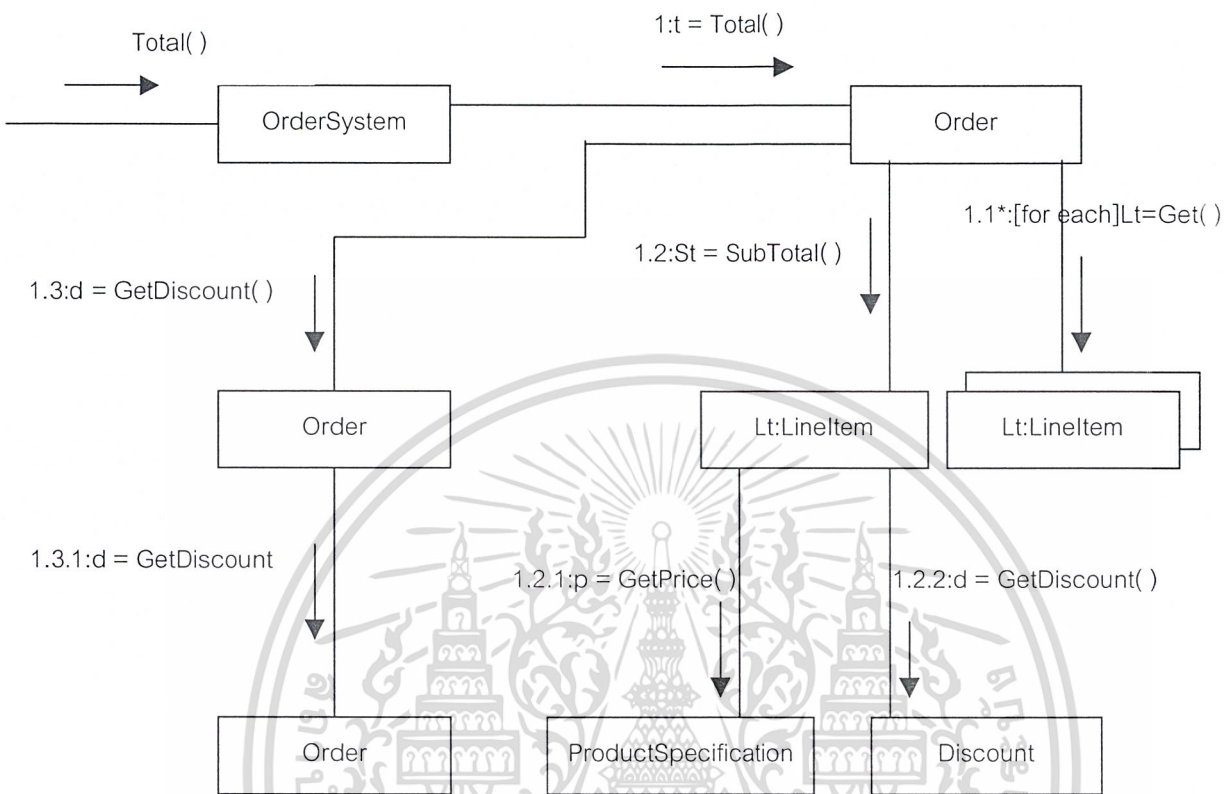 Total( )
1:t = Total( )
OrderSystem
Order
1.1*:[for each]Lt=Get( )
1.2:St = SubTotal( )
1.3:d = GetDiscount( )
Order
Lt:LineItem
Lt:LineItem
1.3.1:d = GetDiscount
1.2.1:p = GetPrice( )
1.2.2:d = GetDiscount( )
Order
ProductSpecification
Discount